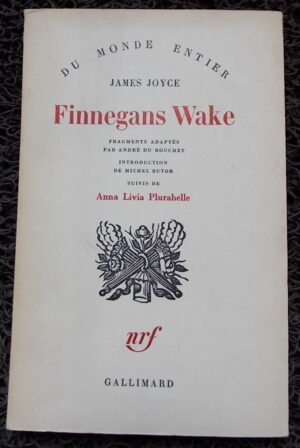 DU MONDE ENTIER
JAMES JOYCE
Finnegans Wake
FRAGMENTS ADAPTÉS
PAR ANDRÉ DU BOUCHET
INTRODUCTION
DE MICHEL BUTOR
SUIVIS DE
Anna Livia Plurabelle
nrf
GALLIMARD